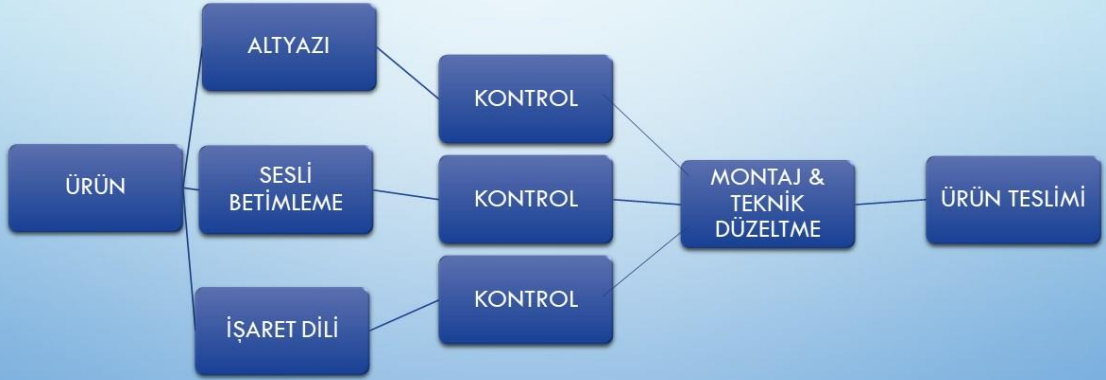 ALTYAZI
KONTROL
ÜRÜN
SESLİ
BETİMLEME
KONTROL
MONTAJ &
TEKNİK
DÜZELTME
ÜRÜN TESLİMİ
İŞARET DİLİ
KONTROL